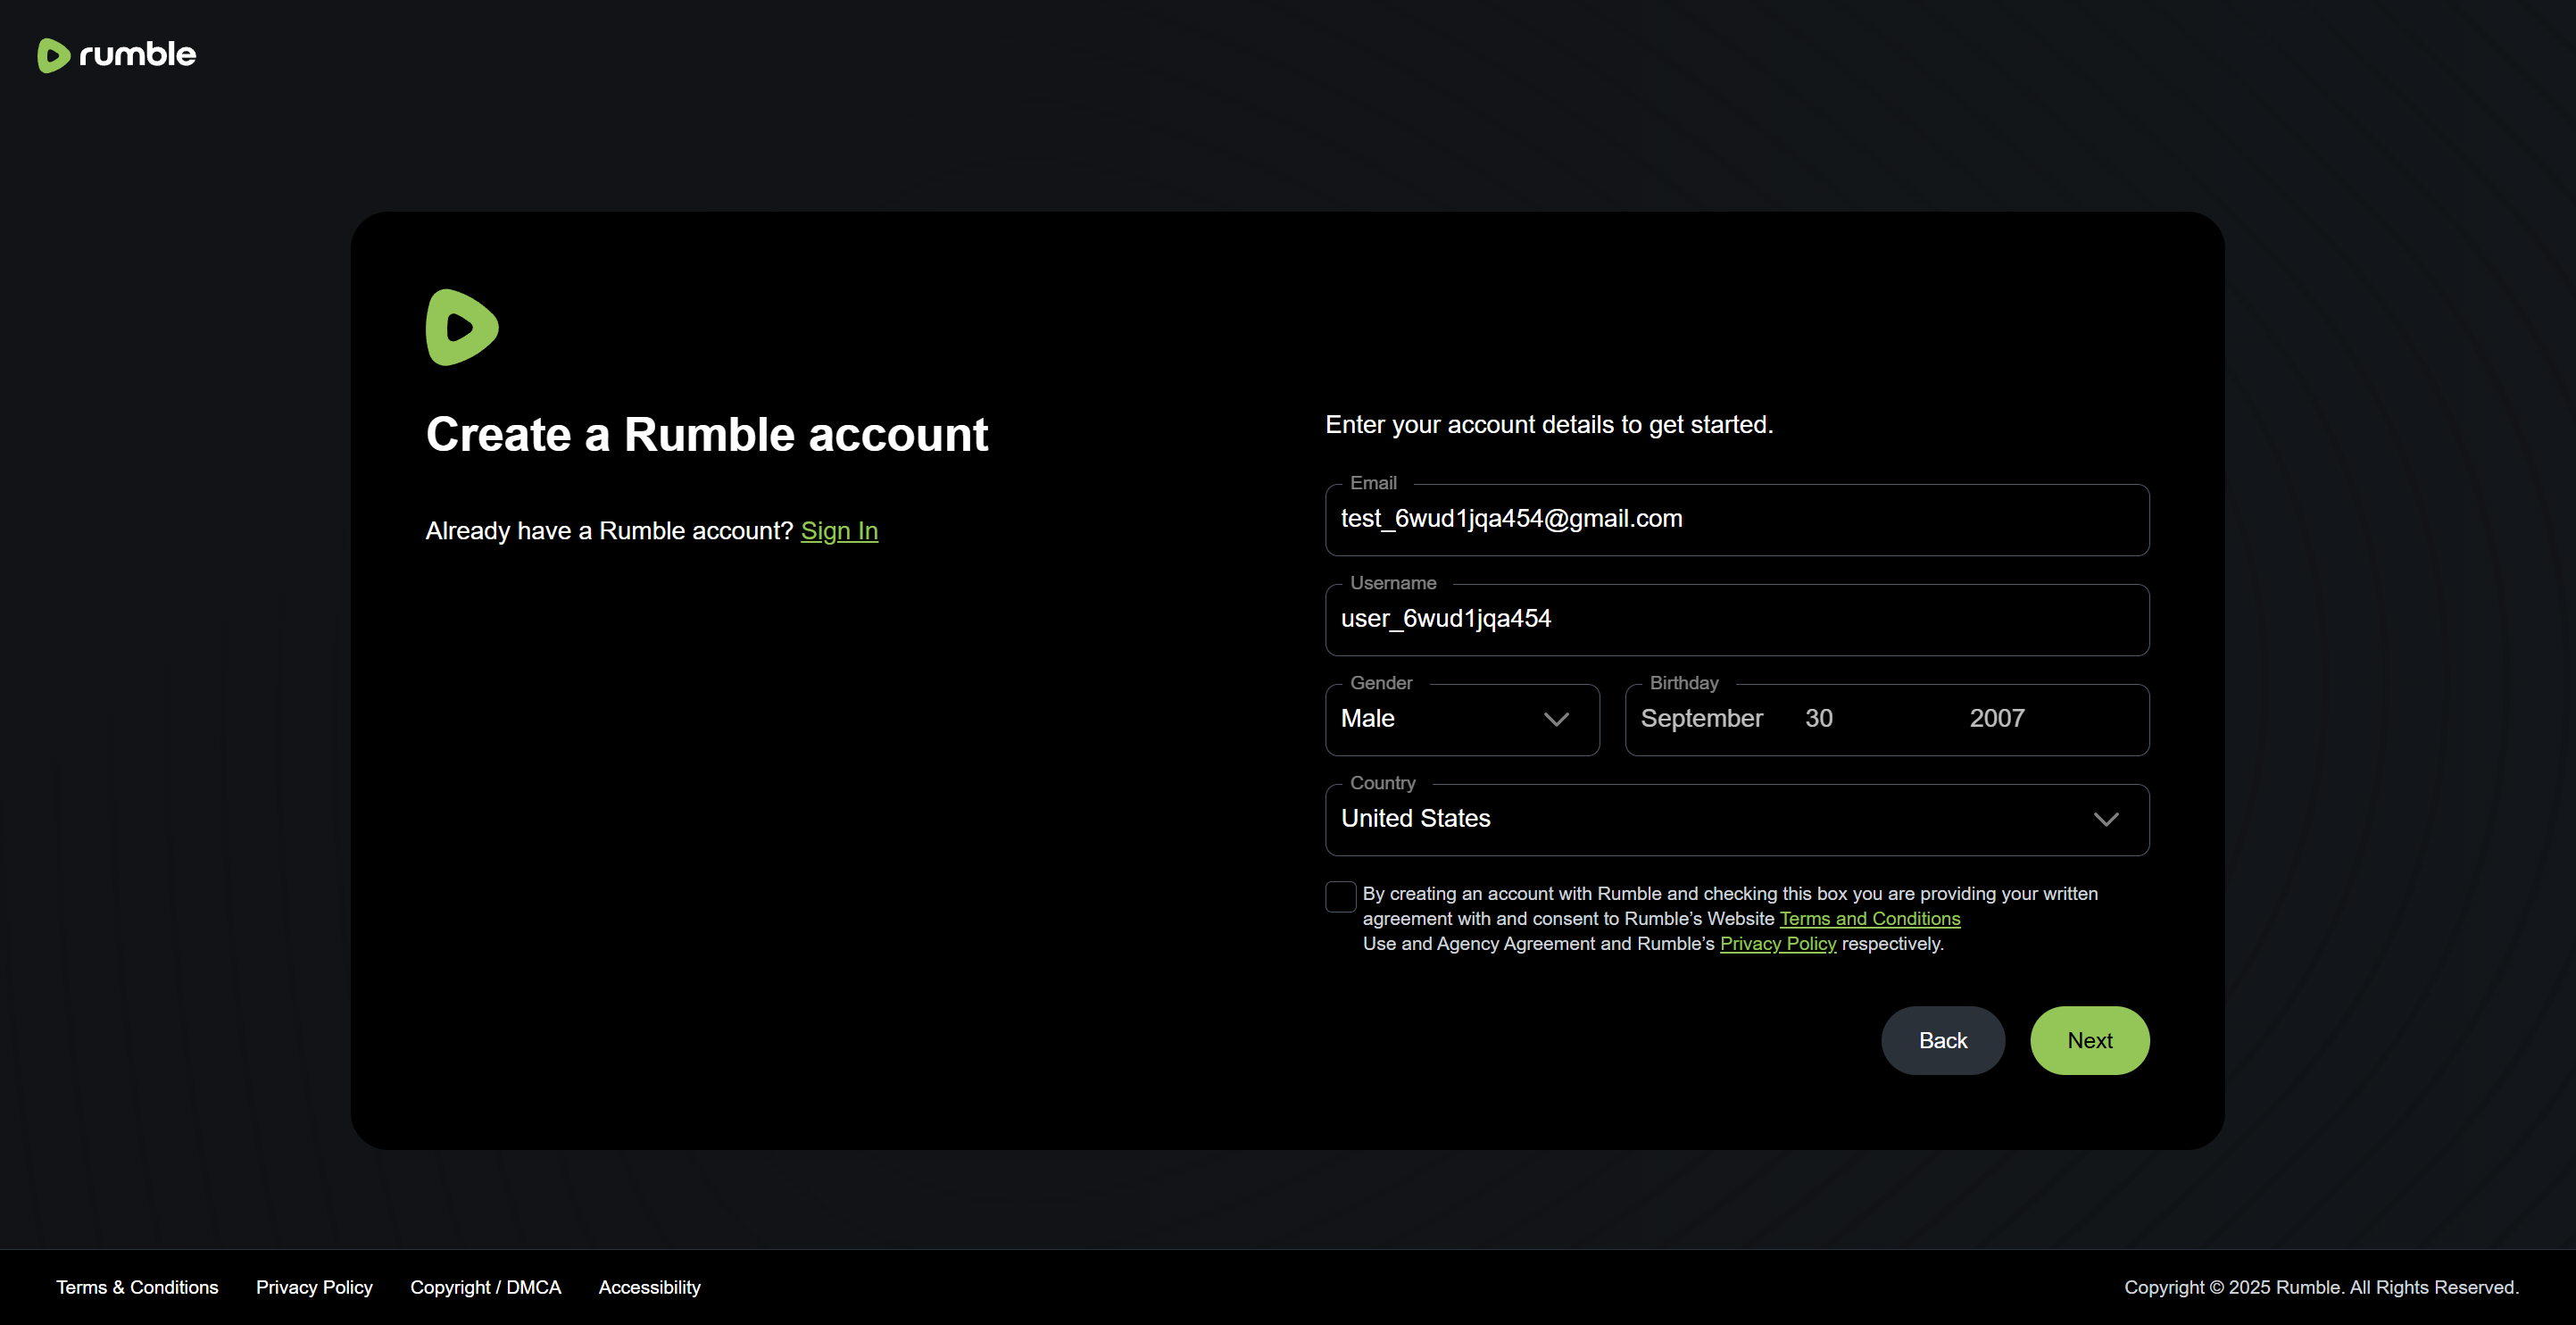 rumble
Create a Rumble account
Already have a Rumble account? Sign In
Enter your account details to get started.
Email
test_6wud1jqa454@gmail.com
Username
user_6wud1jqa454
Gender
Male
Birthday
September 30 2007
Country
United States
By creating an account with Rumble and checking this box you are providing your written
agreement with and consent to Rumble’s Website Terms and Conditions
Use and Agency Agreement and Rumble’s Privacy Policy respectively.
Back Next
Terms & Conditions Privacy Policy Copyright / DMCA Accessibility
Copyright © 2025 Rumble. All Rights Reserved.